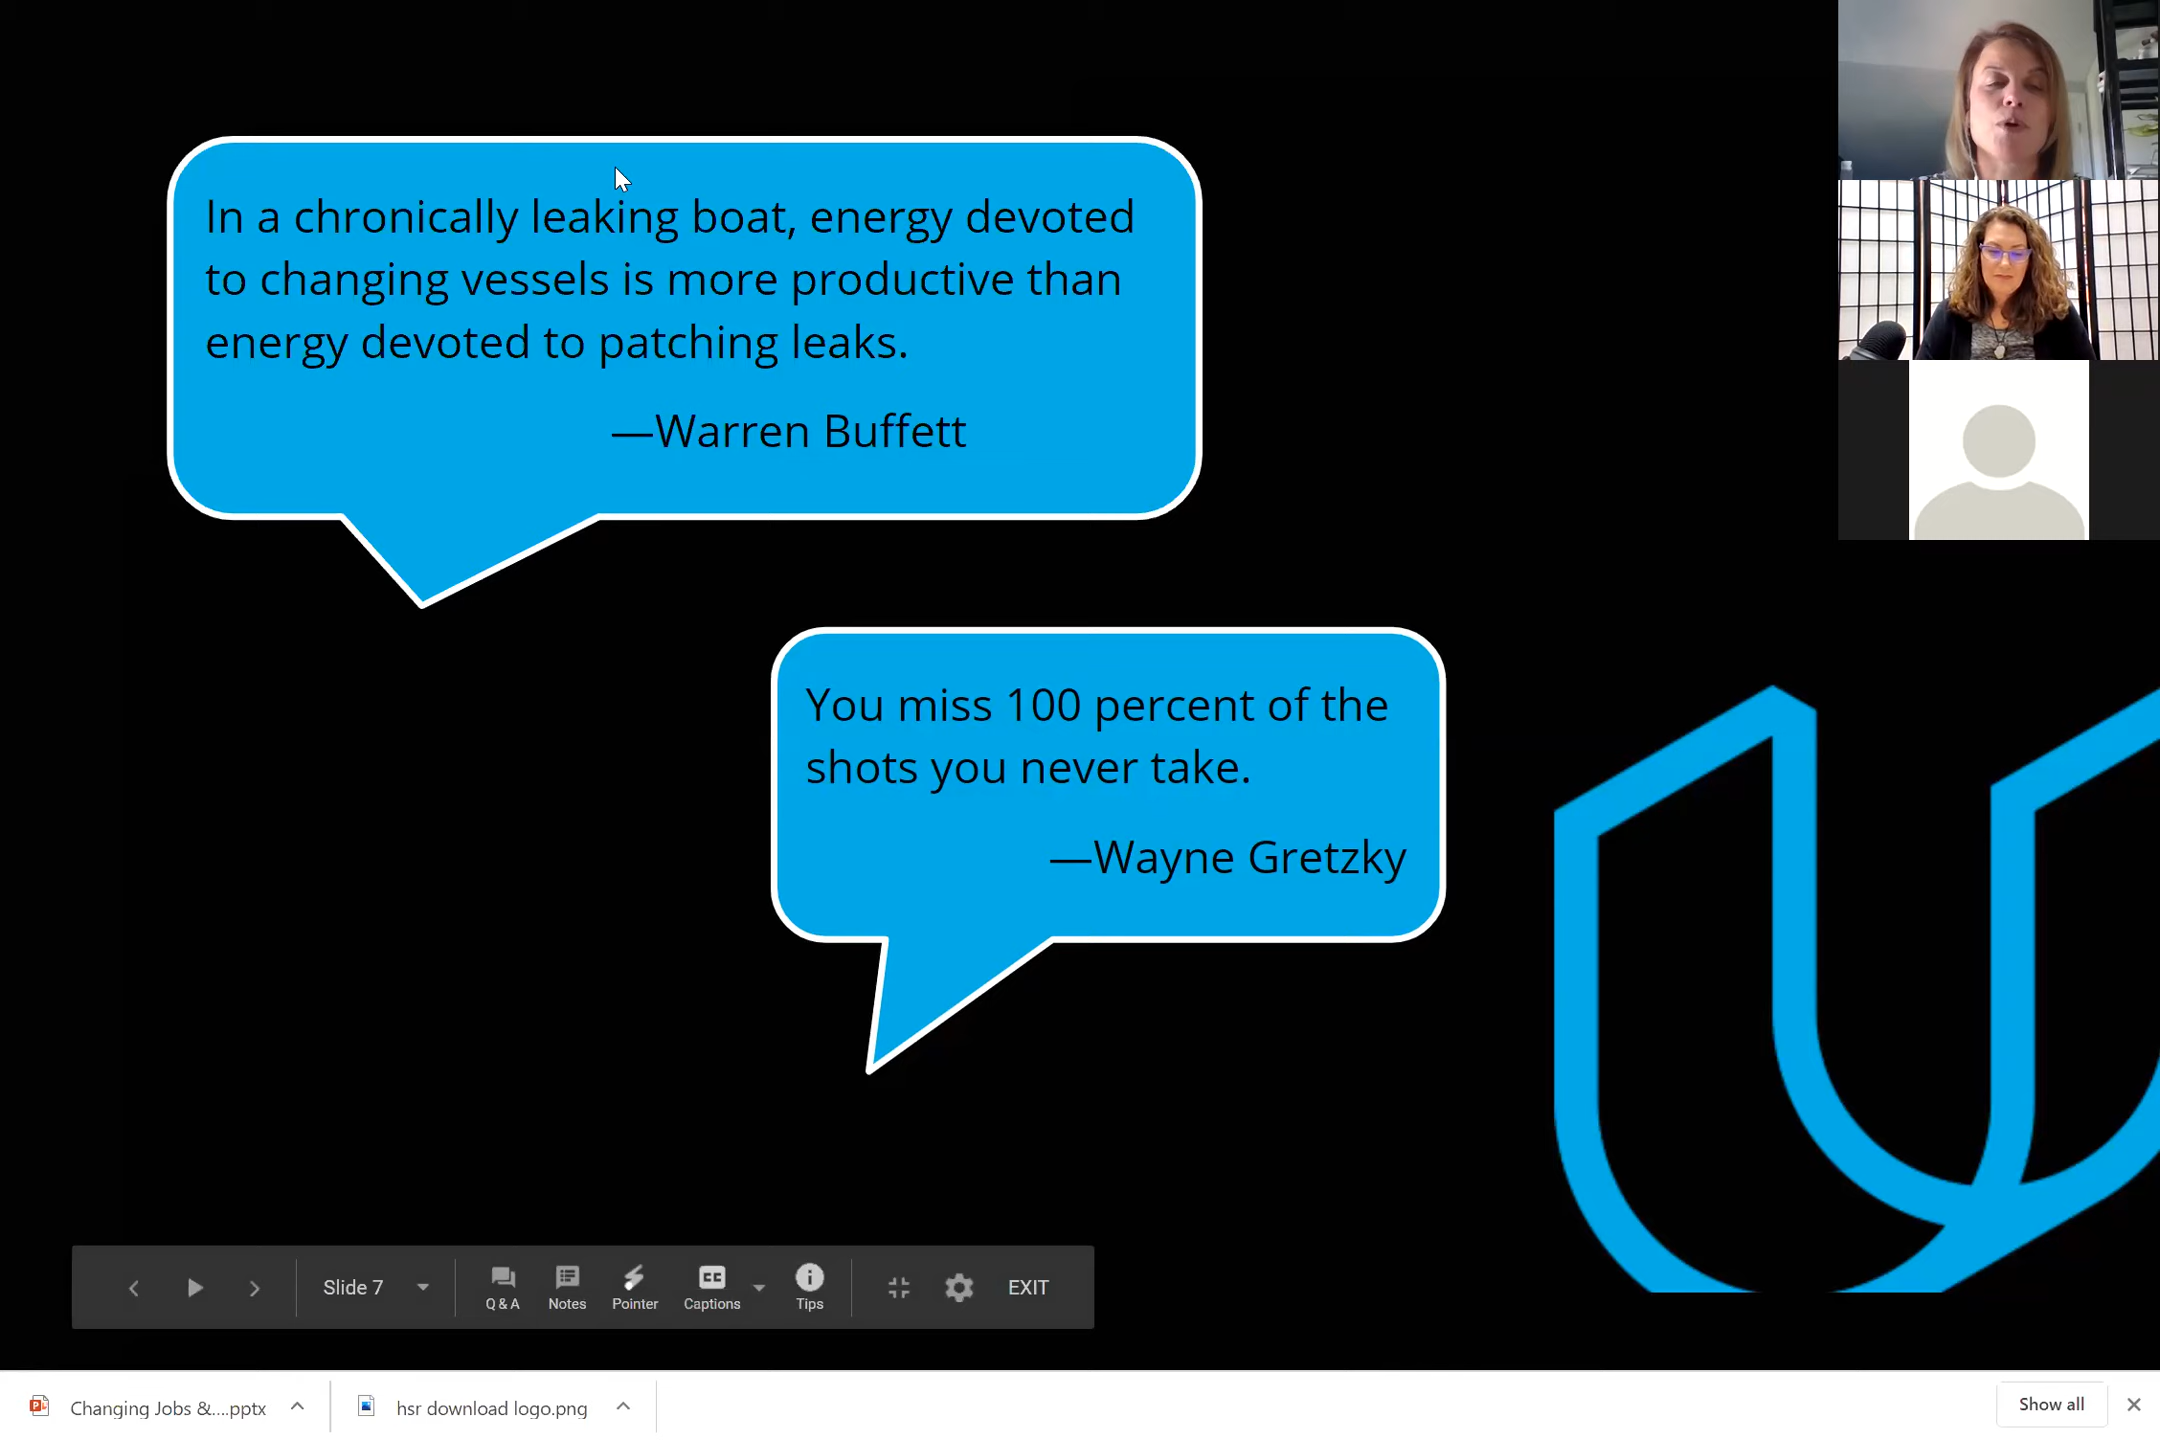 In a chronically leaking boat, energy devoted
to changing vessels is more productive than
energy devoted to patching leaks.
—Warren Buffett
You miss 100 percent of the
shots you never take.
—Wayne Gretzky
Slide 7
Q & A
Notes
Pointer
CC
Captions
Tips
EXIT
Changing Jobs &....pptx
hsr download logo.png
Show all